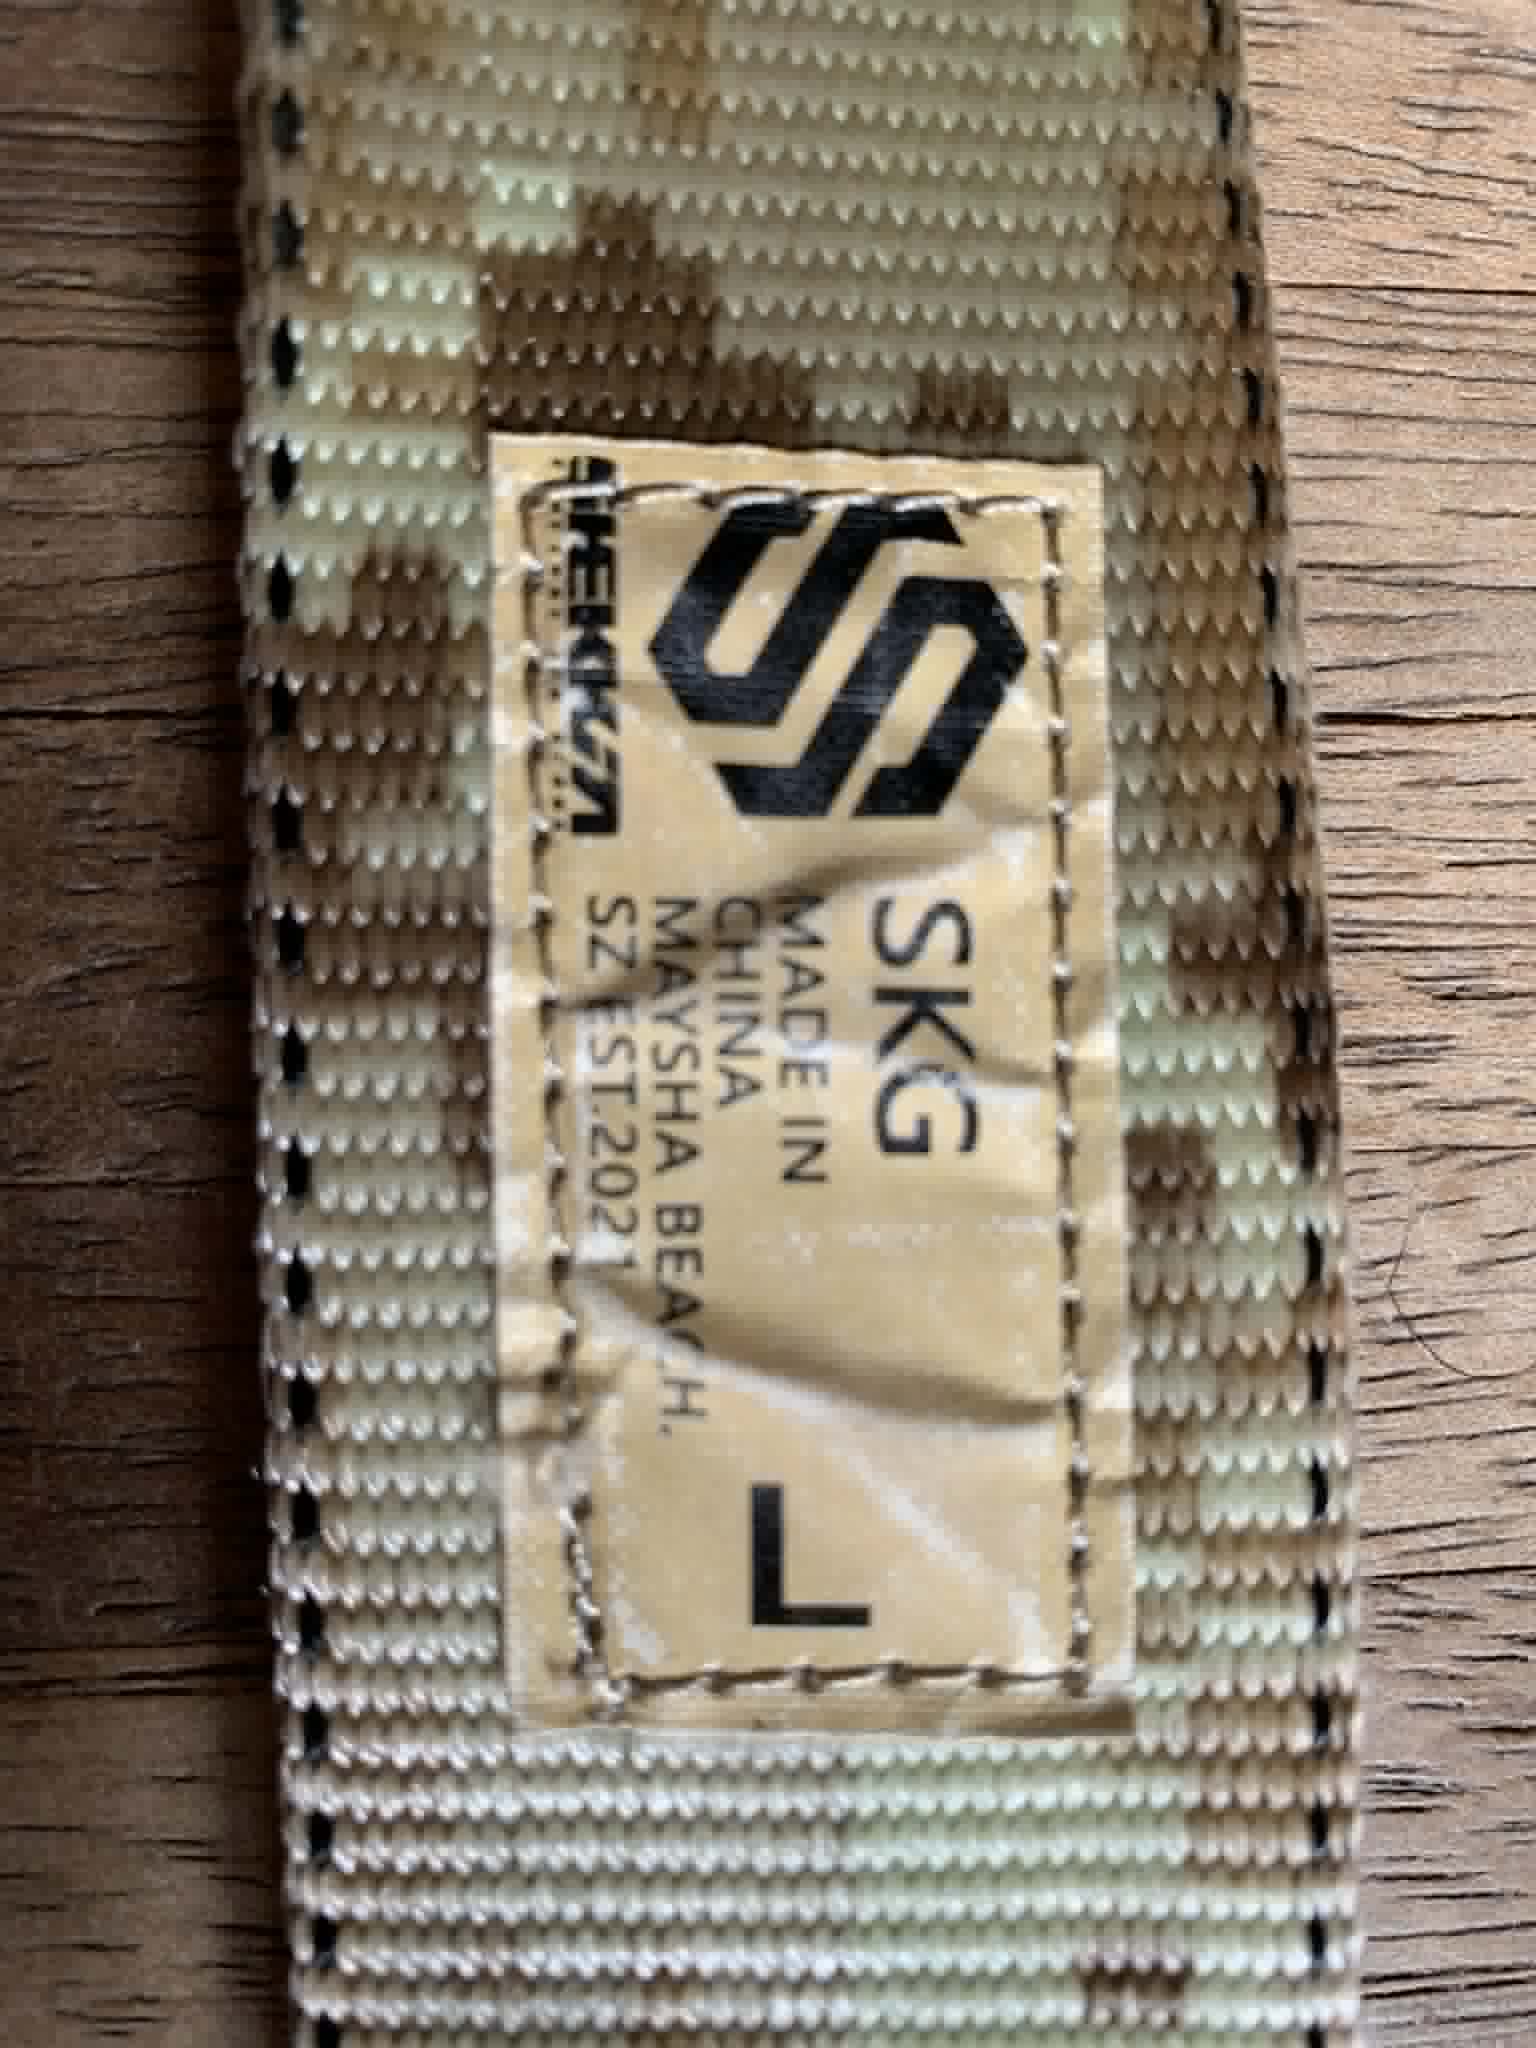 SKG
MADE IN
CHINA
MAYSHA BEACH.
SZ EST.2021
L